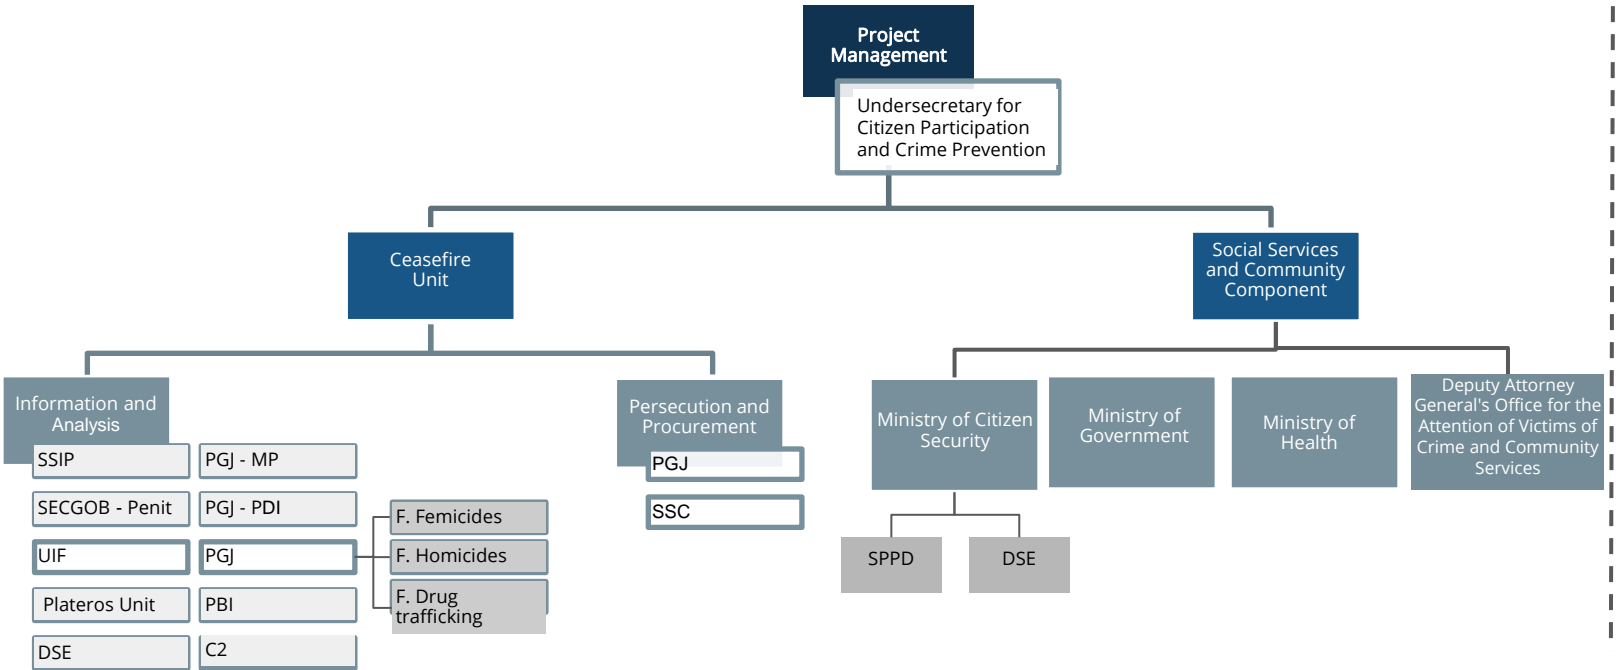 Project
Management
Undersecretary for
Citizen Participation
and Crime Prevention
Ceasefire
Unit
Social Services
and Community
Component
Information and
Analysis
SSIP
PGJ - MP
SECGOB - Penit
PGJ - PDI
UIF
PGJ
Plateros Unit
PBI
DSE
C2
F. Femicides
F. Homicides
F. Drug
trafficking
Persecution and
Procurement
PGJ
SSC
Ministry of Citizen
Security
SPPD
DSE
Ministry of
Government
Ministry of
Health
Deputy Attorney
General's Office for the
Attention of Victims of
Crime and Community
Services